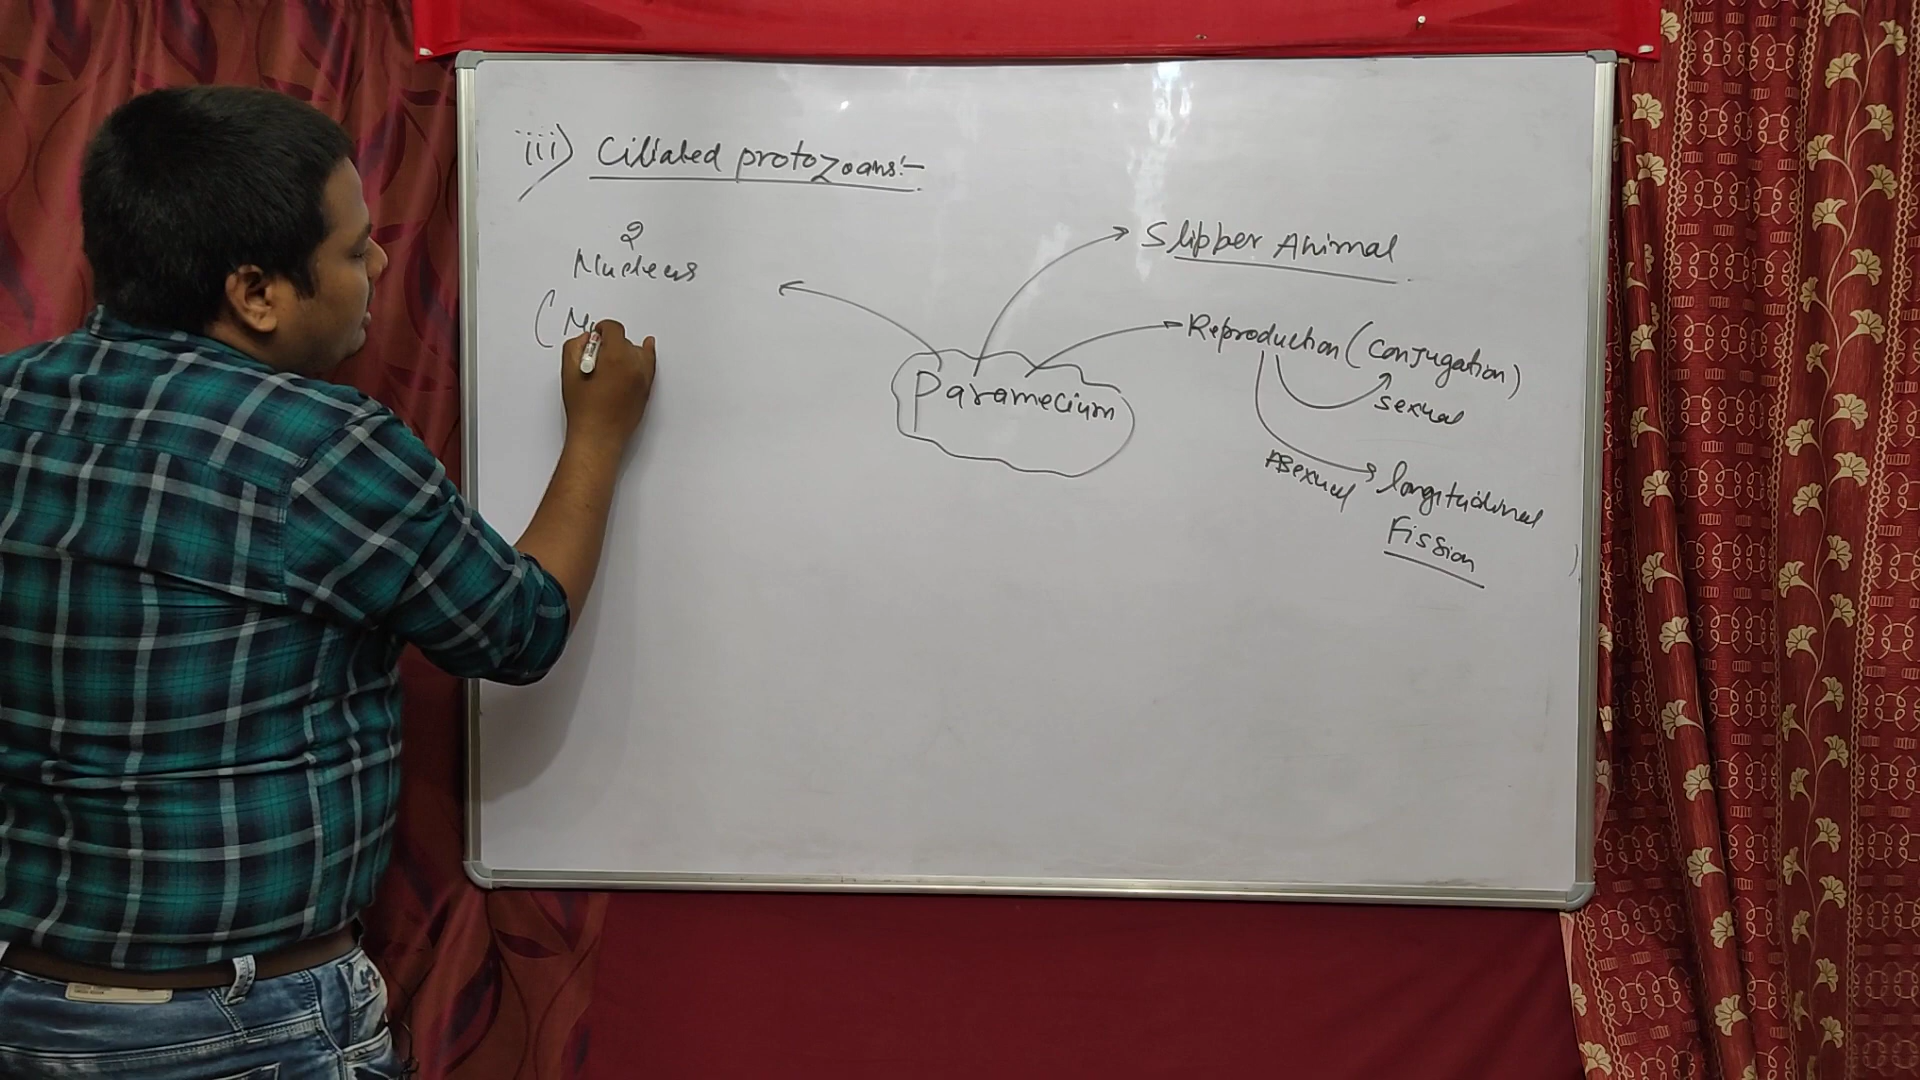 iii) Ciliated protozoans:-
2
Nucleus
(
Paramecium
Slipper Animal
Reproduction (Conjugation)
Sexual
Asexual
longitudinal
Fission